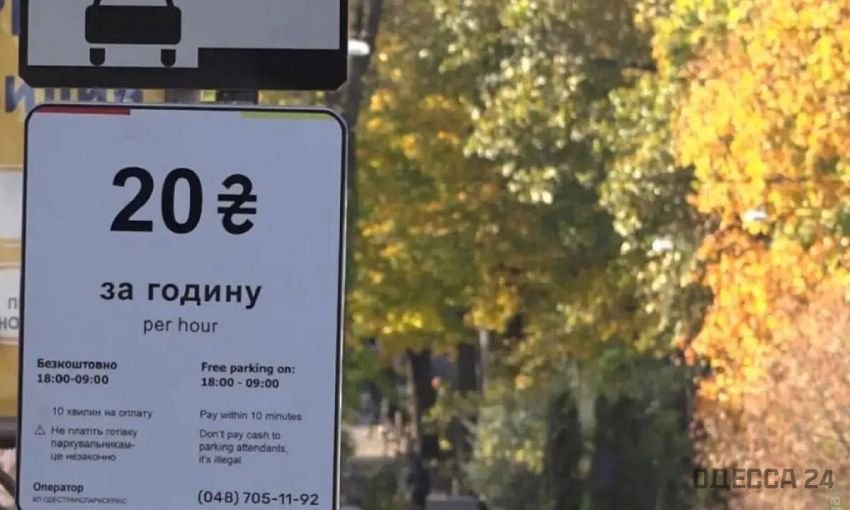 20 ₴
за годину
per hour
Безкоштовно
18:00-09:00
Free parking on:
18:00 - 09:00
10 хвилин на оплату
⚠ Не платіть готівку
паркувальникам-
це незаконно
Pay within 10 minutes
Don't pay cash to
parking attendants,
it's illegal
Оператор
КП ОДЕСТРАНСПАРКСЕРВІС
(048) 705-11-92
ОДЕССА 24